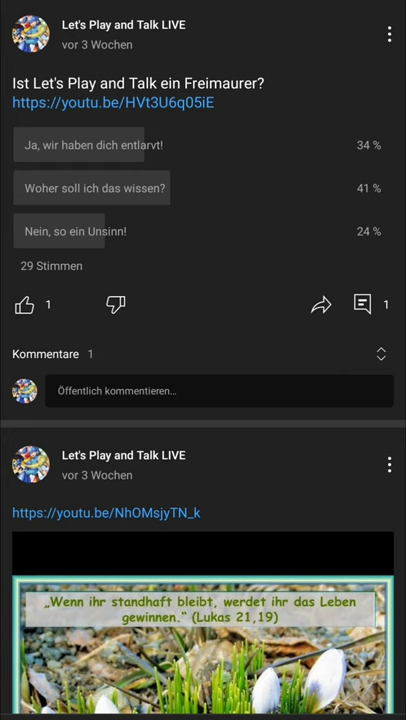 Let's Play and Talk LIVE
vor 3 Wochen
Ist Let's Play and Talk ein Freimaurer?
https://youtu.be/HVt3U6q05iE
Ja, wir haben dich entlarvt! 34 %
Woher soll ich das wissen? 41 %
Nein, so ein Unsinn! 24 %
29 Stimmen
1 1
Kommentare 1
Öffentlich kommentieren...
Let's Play and Talk LIVE
vor 3 Wochen
https://youtu.be/NhOMsjyTN_k
„Wenn ihr standhaft bleibt, werdet ihr das Leben
gewinnen.“ (Lukas 21,19)